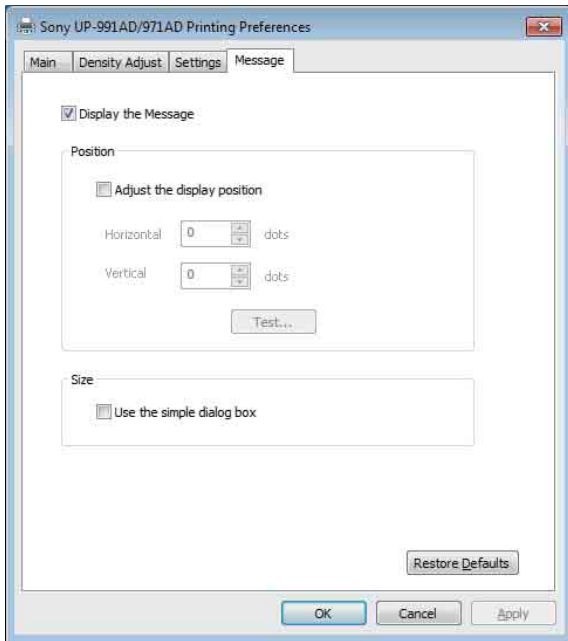 Sony UP-991AD/971AD Printing Preferences
Main Density Adjust Settings Message
Display the Message
Position
Adjust the display position
Horizontal 0 dots
Vertical 0 dots
Test...
Size
Use the simple dialog box
Restore Defaults
OK Cancel Apply